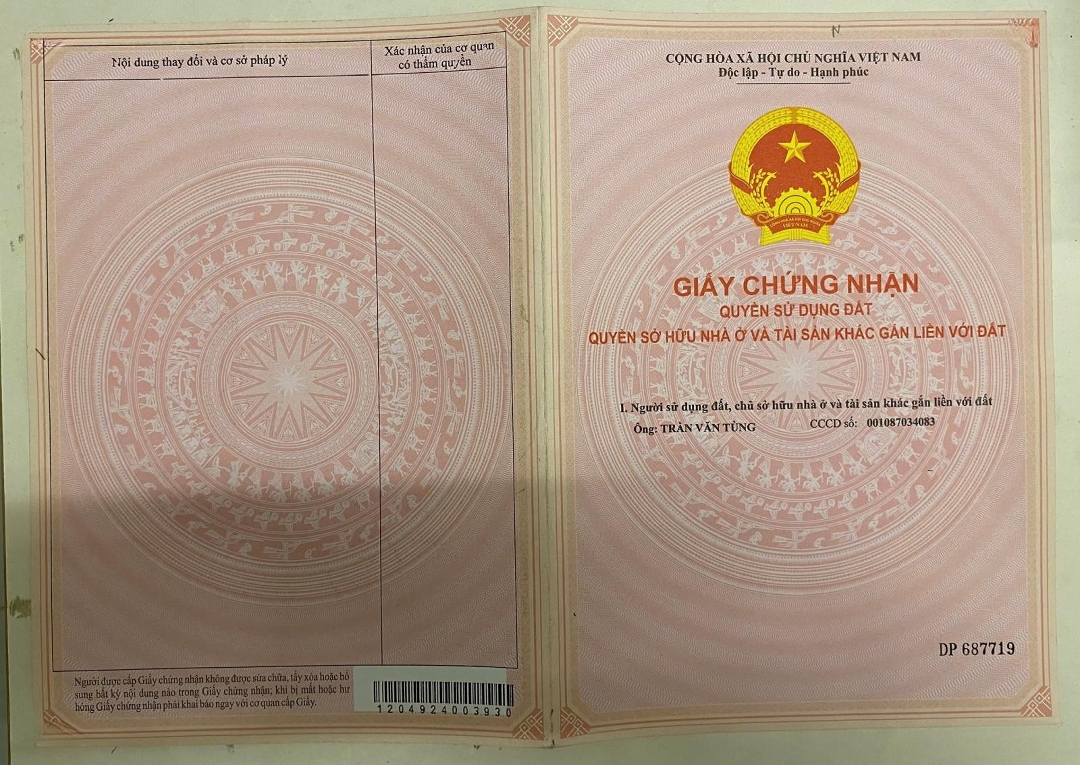 Nội dung thay đổi và cơ sở pháp lý
Xác nhận của cơ quan
có thẩm quyền
Người được cấp Giấy chứng nhận không được sửa chữa, tẩy xóa hoặc bổ
sung bất kỳ nội dung nào trong Giấy chứng nhận; khi bị mất hoặc hư
hỏng Giấy chứng nhận phải khai báo ngay với cơ quan cấp Giấy.
1204924003930
N
CỘNG HÒA XÃ HỘI CHỦ NGHĨA VIỆT NAM
Độc lập - Tự do - Hạnh phúc
VIỆT NAM
GIẤY CHỨNG NHẬN
QUYỀN SỬ DỤNG ĐẤT
QUYỀN SỞ HỮU NHÀ Ở VÀ TÀI SẢN KHÁC GẮN LIỀN VỚI ĐẤT
I. Người sử dụng đất, chủ sở hữu nhà ở và tài sản khác gắn liền với đất
Ông: TRẦN VĂN TÙNG CCCD số: 001087034083
DP 687719